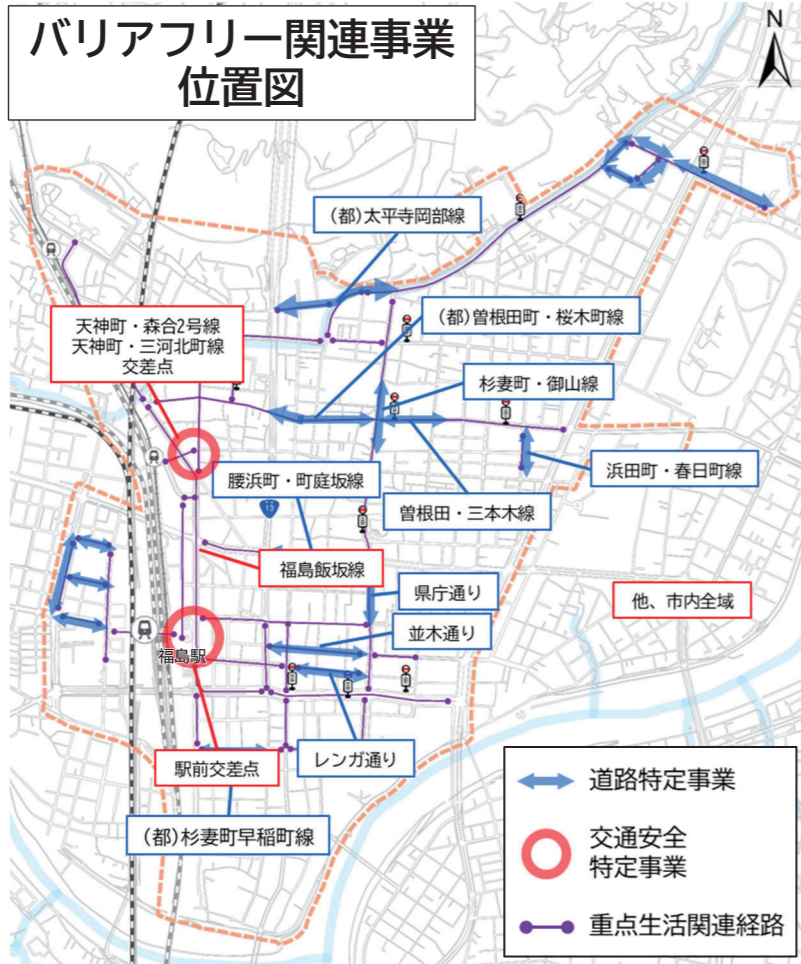 バリアフリー関連事業
位置図
N
(都)太平寺岡部線
天神町・森合2号線
天神町・三河北町線
交差点
(都)曽根田町・桜木町線
杉妻町・御山線
腰浜町・町庭坂線
浜田町・春日町線
13
曽根田・三本木線
福島飯坂線
県庁通り
他、市内全域
並木通り
福島駅
駅前交差点
レンガ通り
(都)杉妻町早稲町線
道路特定事業
交通安全
特定事業
重点生活関連経路